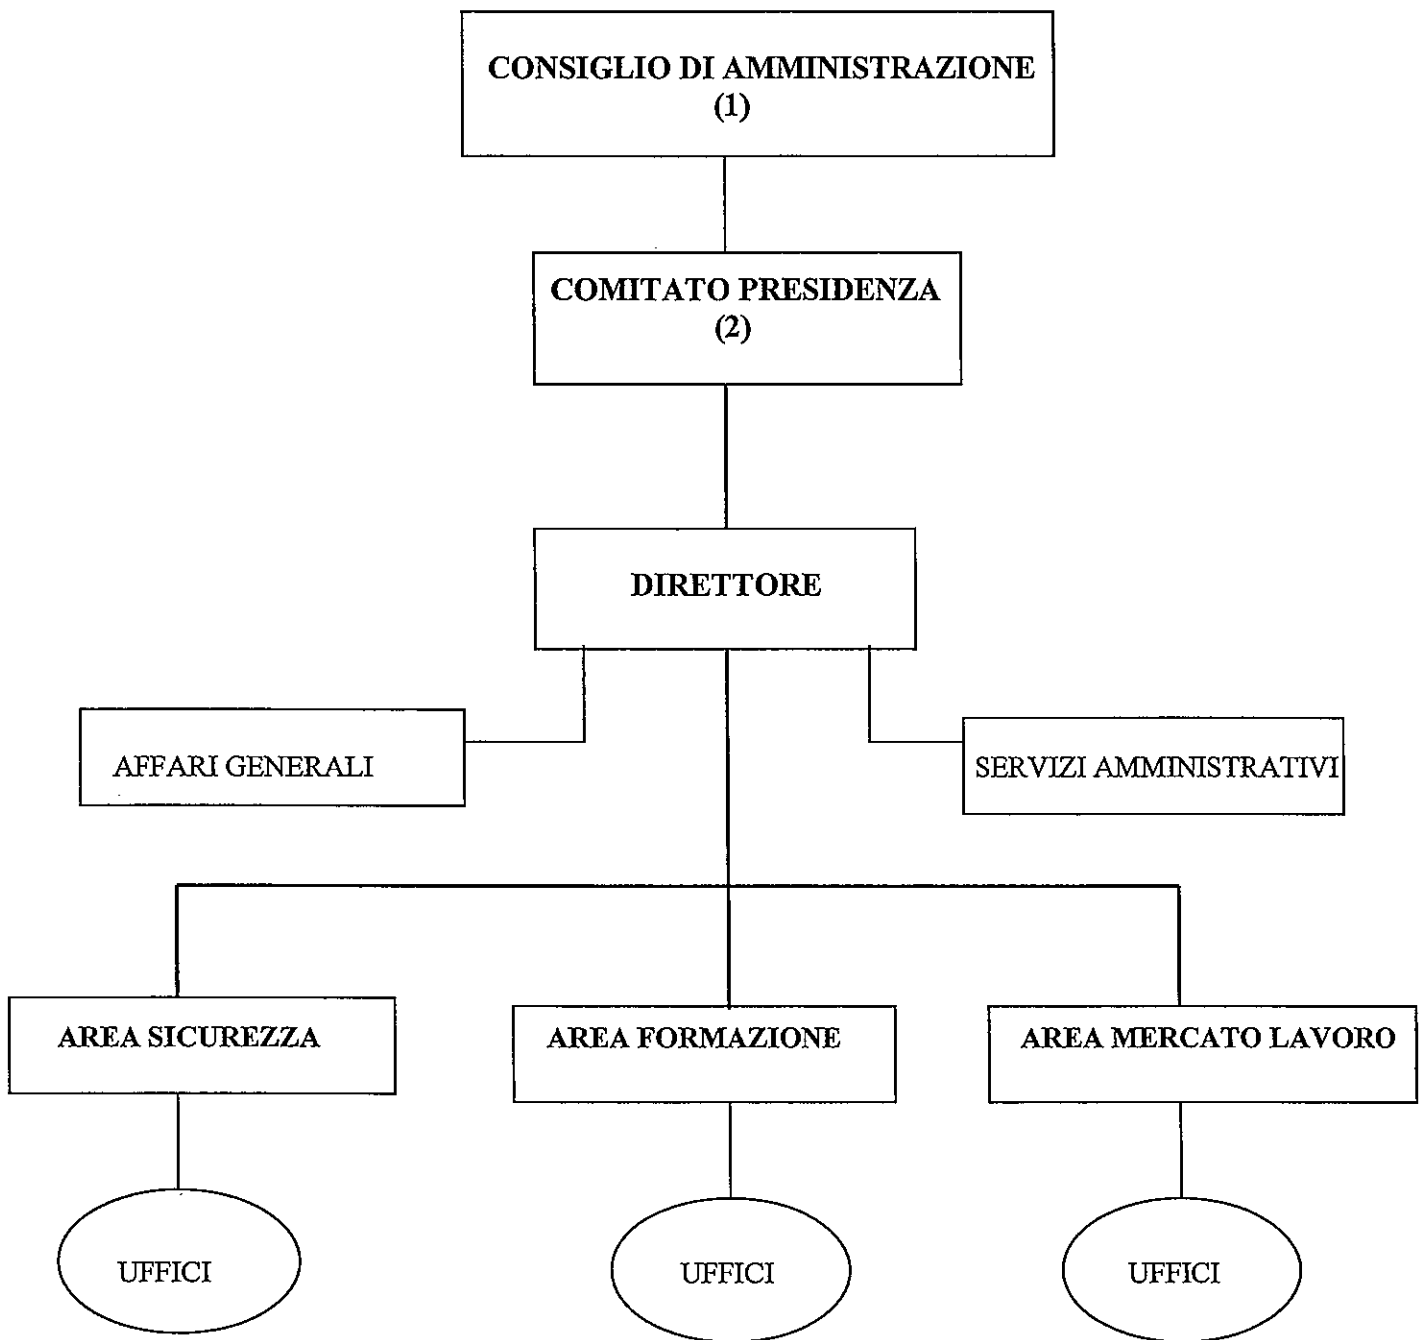 CONSIGLIO DI AMMINISTRAZIONE
(1)
COMITATO PRESIDENZA
(2)
DIRETTORE
AFFARI GENERALI
SERVIZI AMMINISTRATIVI
AREA SICUREZZA
AREA FORMAZIONE
AREA MERCATO LAVORO
UFFICI
UFFICI
UFFICI